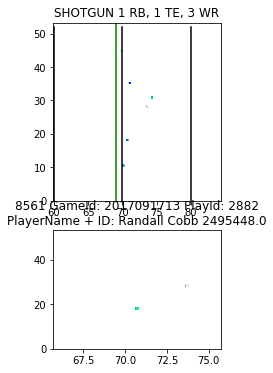 SHOTGUN 1 RB, 1 TE, 3 WR
50
40
30
20
10
0
60 65 70 75 80
8561 GameId: 2017091713 PlayId: 2882
PlayerName + ID: Randall Cobb 2495448.0
40
20
0
67.5 70.0 72.5 75.0